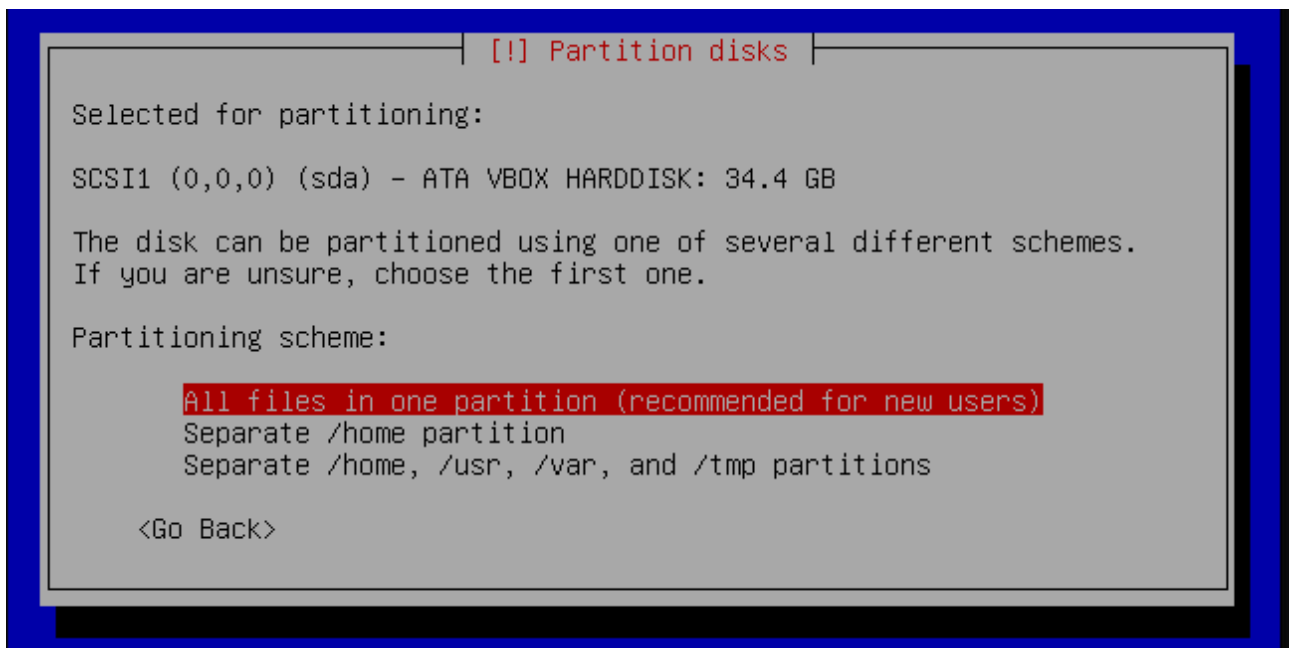 [!] Partition disks
Selected for partitioning:
SCSI1 (0,0,0) (sda) – ATA VBOX HARDDISK: 34.4 GB
The disk can be partitioned using one of several different schemes.
If you are unsure, choose the first one.
Partitioning scheme:
All files in one partition (recommended for new users)
Separate /home partition
Separate /home, /usr, /var, and /tmp partitions
<Go Back>